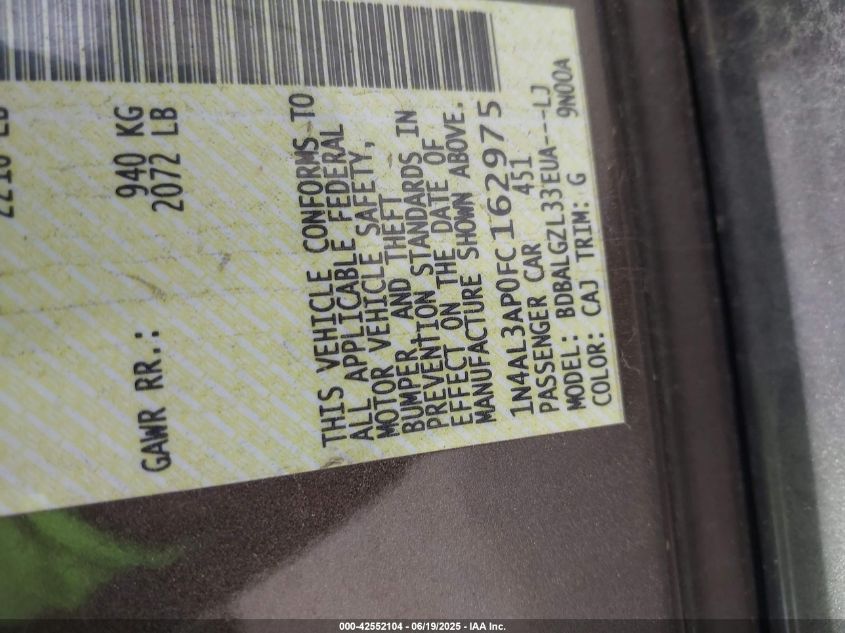 GAWR RR.: 940 KG
2072 LB
THIS VEHICLE CONFORMS TO
ALL APPLICABLE FEDERAL
MOTOR VEHICLE SAFETY,
BUMPER AND THEFT
PREVENTION STANDARDS IN
EFFECT ON THE DATE OF
MANUFACTURE SHOWN ABOVE.
1N4AL3AP0FC162975
PASSENGER CAR 451
MODEL: BDBALGZL33EUA---LJ
COLOR: CAJ TRIM: G 9N00A
000-42552104 - 06/19/2025 - IAA Inc.